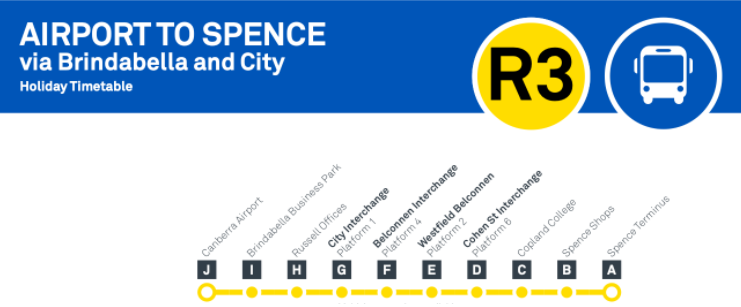 AIRPORT TO SPENCE
via Brindabella and City
Holiday Timetable
R3
Canberra Airport
Brindabella Business Park
Russell Offices
City Interchange
Platform 1
Belconnen Interchange
Platform 4
Westfield Belconnen
Platform 2
Cohen St Interchange
Platform 6
Copland College
Spence Shops
Spence Terminus
J I H G F E D C B A